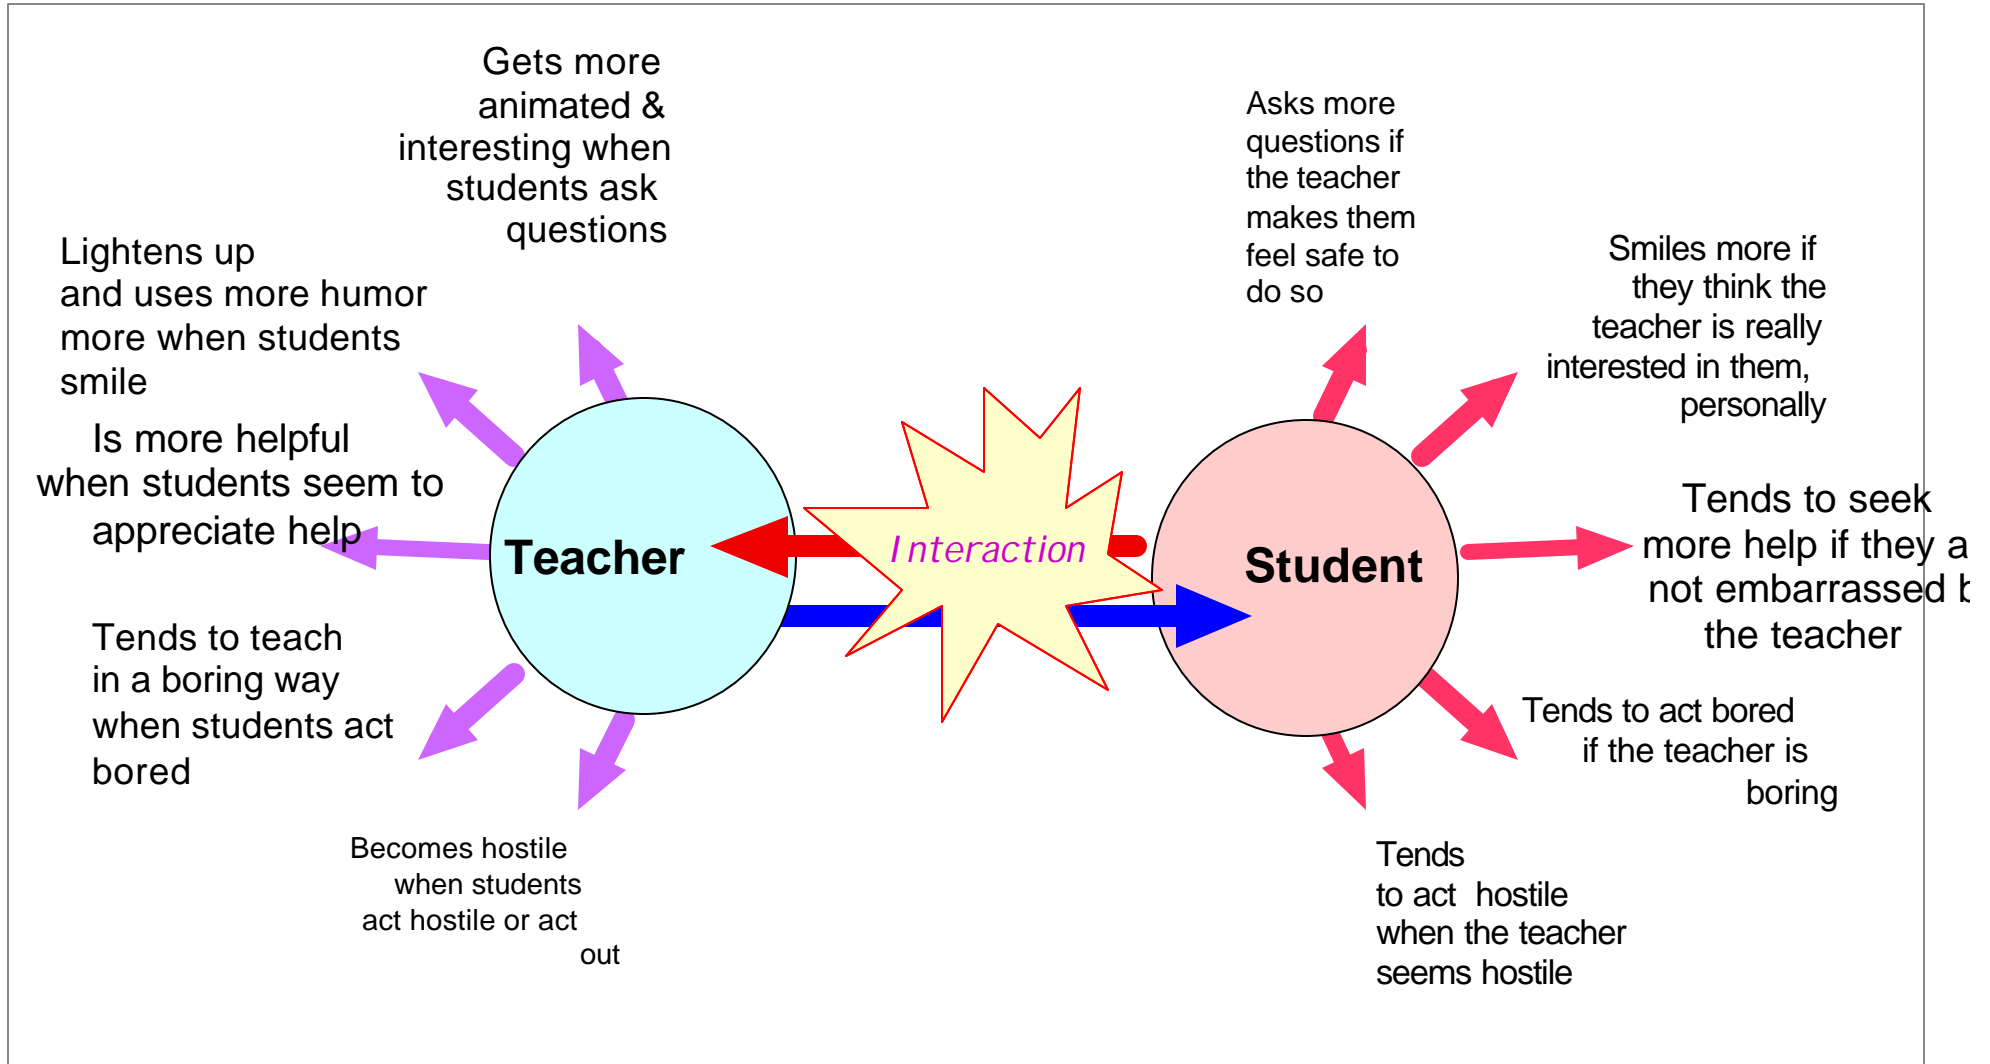 Gets more
animated &
interesting when
students ask
questions
Lightens up
and uses more humor
more when students
smile
Is more helpful
when students seem to
appreciate help
Tends to teach
in a boring way
when students act
bored
Becomes hostile
when students
act hostile or act
out
Teacher
Interaction
Student
Asks more
questions if
the teacher
makes them
feel safe to
do so
Smiles more if
they think the
teacher is really
interested in them,
personally
Tends to seek
more help if they
not embarrassed
the teacher
Tends to act bored
if the teacher is
boring
Tends
to act hostile
when the teacher
seems hostile